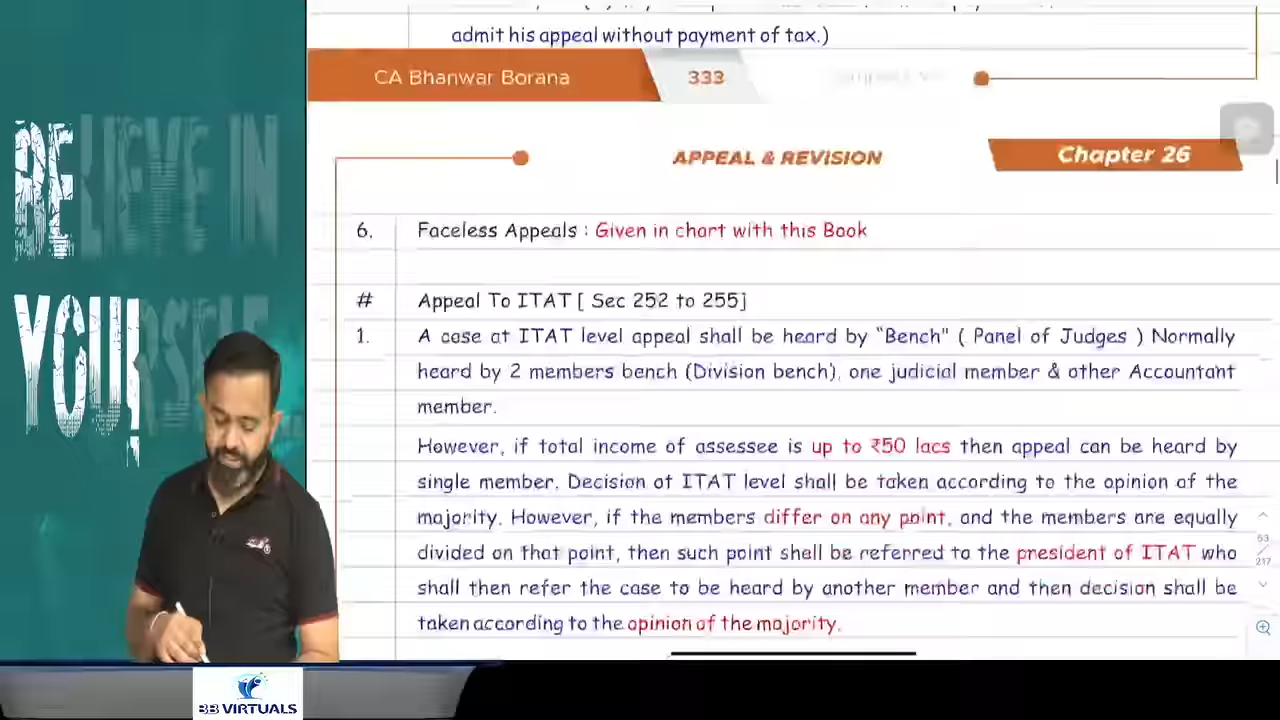 admit his appeal without payment of tax.)
CA Bhanwar Borana
333
APPEAL & REVISION
Chapter 26
BELIEVE IN
YOURSELF
6. Faceless Appeals : Given in chart with this Book
# Appeal To ITAT [ Sec 252 to 255]
1. A case at ITAT level appeal shall be heard by “Bench" ( Panel of Judges ) Normally
heard by 2 members bench (Division bench), one judicial member & other Accountant
member.
However, if total income of assessee is up to ₹50 lacs then appeal can be heard by
single member. Decision of ITAT level shall be taken according to the opinion of the
majority. However, if the members differ on any point, and the members are equally
divided on that point, then such point shall be referred to the president of ITAT who
shall then refer the case to be heard by another member and then decision shall be
taken according to the opinion of the majority.
53
217
BB VIRTUALS